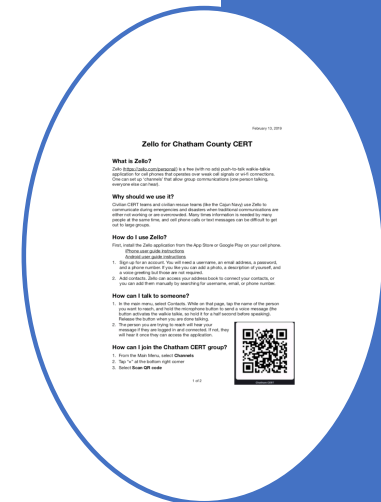 February 15, 2019
Zello for Chatham County CERT
What is Zello?
Zello (https://zello.com/personal/) is a free (with no ads) push-to-talk walkie-talkie
application for cell phones that operates over weak cell signals or wi-fi connections.
One can set up 'channels' that allow group communications (one person talking,
everyone else can hear).
Why should we use it?
Civilian CERT teams and civilian rescue teams (like the Cajun Navy) use Zello to
communicate during emergencies and disasters when traditional communications are
either not working or are overcrowded. Many times information is needed by many
people at the same time, and cell phone calls or text messages can be difficult to get
out to large groups.
How do I use Zello?
First, install the Zello application from the App Store or Google Play on your cell phone.
iPhone user guide instructions
Android user guide instructions
1. Sign up for an account. You will need a username, an email address, a password,
and a phone number. If you like you can add a photo, a description of yourself, and
a voice greeting but those are not required.
2. Add contacts. Zello can access your address book to connect your contacts, or
you can add them manually by searching for username, email, or phone number.
How can I talk to someone?
1. In the main menu, select Contacts. While on that page, tap the name of the person
you want to reach, and hold the microphone button to send a voice message (the
button activates the walkie talkie, so hold it for a half second before speaking).
Release the button when you are done talking.
2. The person you are trying to reach will hear your
message if they are logged in and connected. If not, they
will hear it once they can access the application.
How can I join the Chatham CERT group?
1. From the Main Menu, select Channels
2. Tap "+" at the bottom right corner
3. Select Scan QR code
Chatham CERT
1 of 2